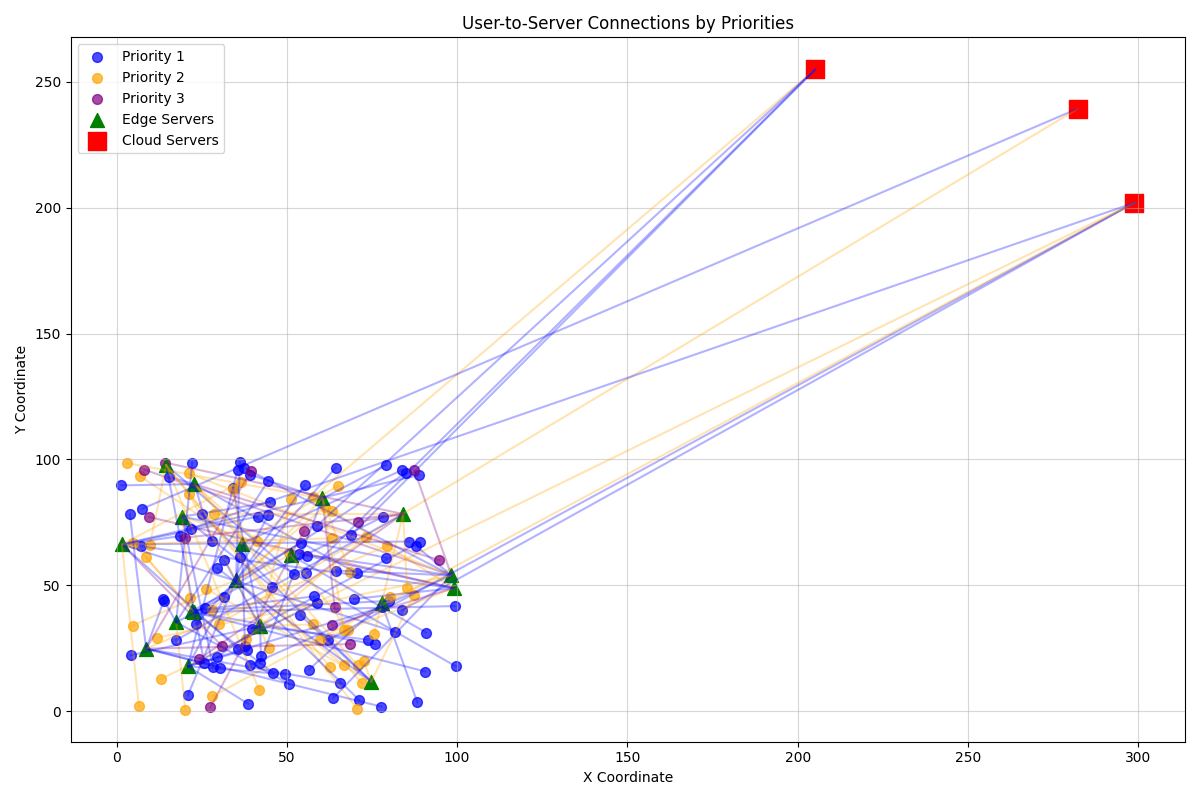 User-to-Server Connections by Priorities
Priority 1
Priority 2
Priority 3
Edge Servers
Cloud Servers
Y Coordinate
250
200
150
100
50
0
0 50 100 150 200 250 300
X Coordinate